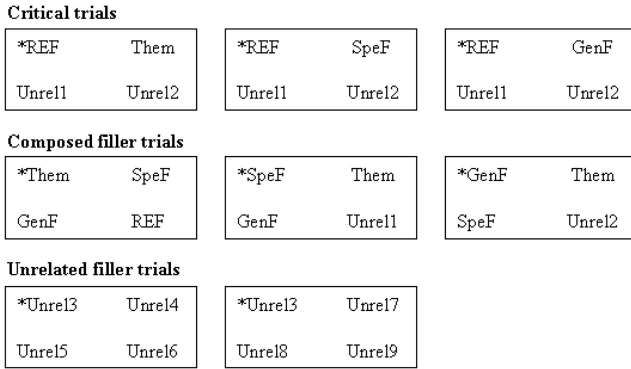 Critical trials
*REF Them *REF SpeF *REF GenF
Unrel1 Unrel2 Unrel1 Unrel2 Unrel1 Unrel2
Composed filler trials
*Them SpeF *SpeF Them *GenF Them
GenF REF GenF Unrel1 SpeF Unrel2
Unrelated filler trials
*Unrel3 Unrel4 *Unrel3 Unrel7
Unrel5 Unrel6 Unrel8 Unrel9